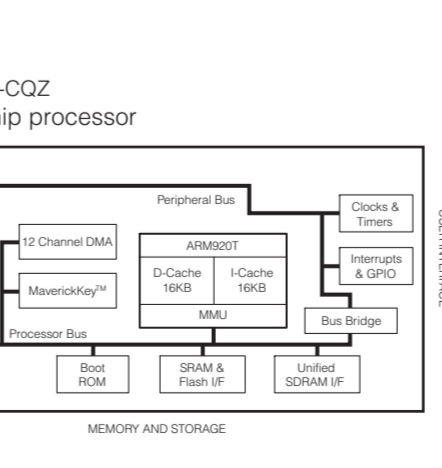 -CQZ
ip processor
Peripheral Bus
Clocks &
Timers
12 Channel DMA
ARM920T
D-Cache
16KB
I-Cache
16KB
Interrupts
& GPIO
MaverickKey™
MMU
Bus Bridge
Processor Bus
Boot
ROM
SRAM &
Flash I/F
Unified
SDRAM I/F
MEMORY AND STORAGE